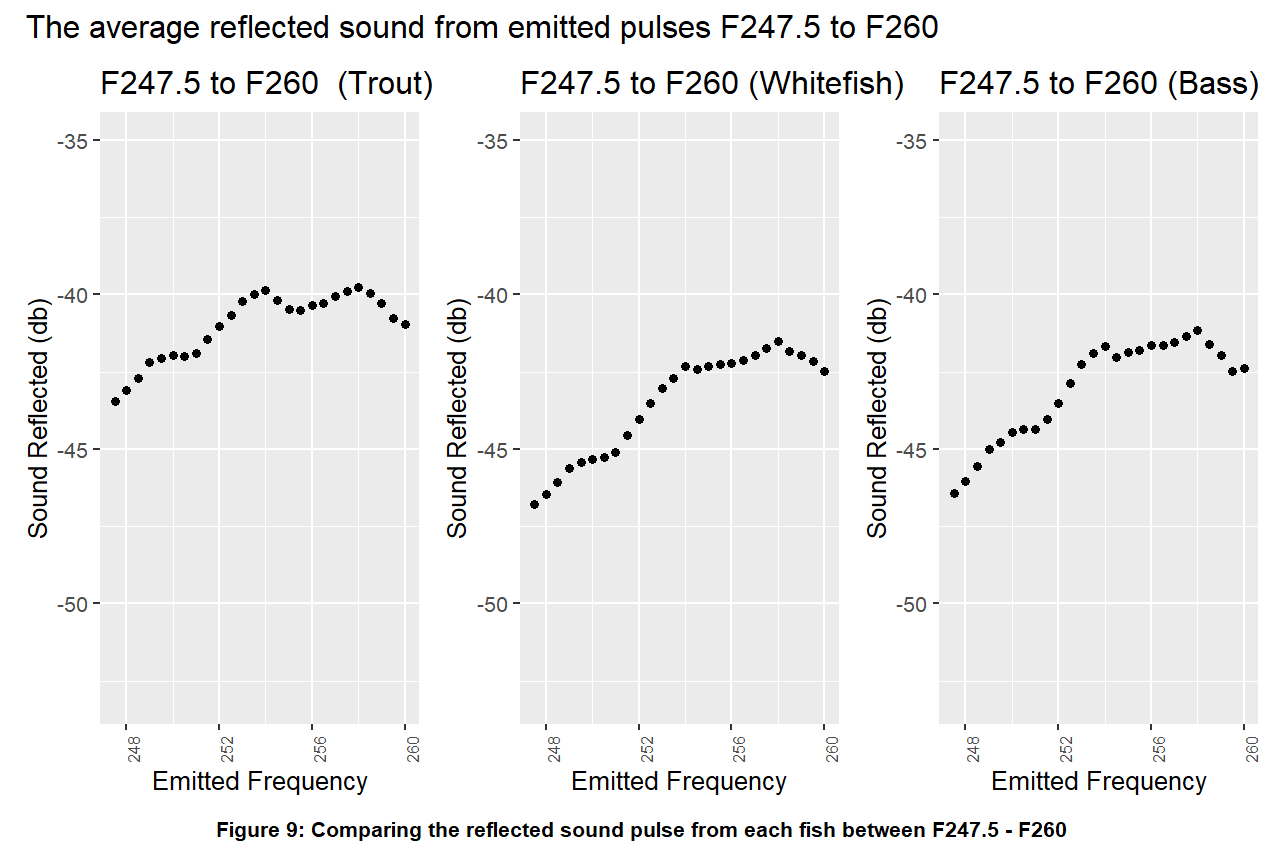 The average reflected sound from emitted pulses F247.5 to F260
F247.5 to F260  (Trout)
-35
-40
-45
-50
Sound Reflected (db)
248
252
256
260
Emitted Frequency
F247.5 to F260 (Whitefish)
-35
-40
-45
-50
Sound Reflected (db)
248
252
256
260
Emitted Frequency
F247.5 to F260 (Bass)
-35
-40
-45
-50
Sound Reflected (db)
248
252
256
260
Emitted Frequency
Figure 9: Comparing the reflected sound pulse from each fish between F247.5 - F260